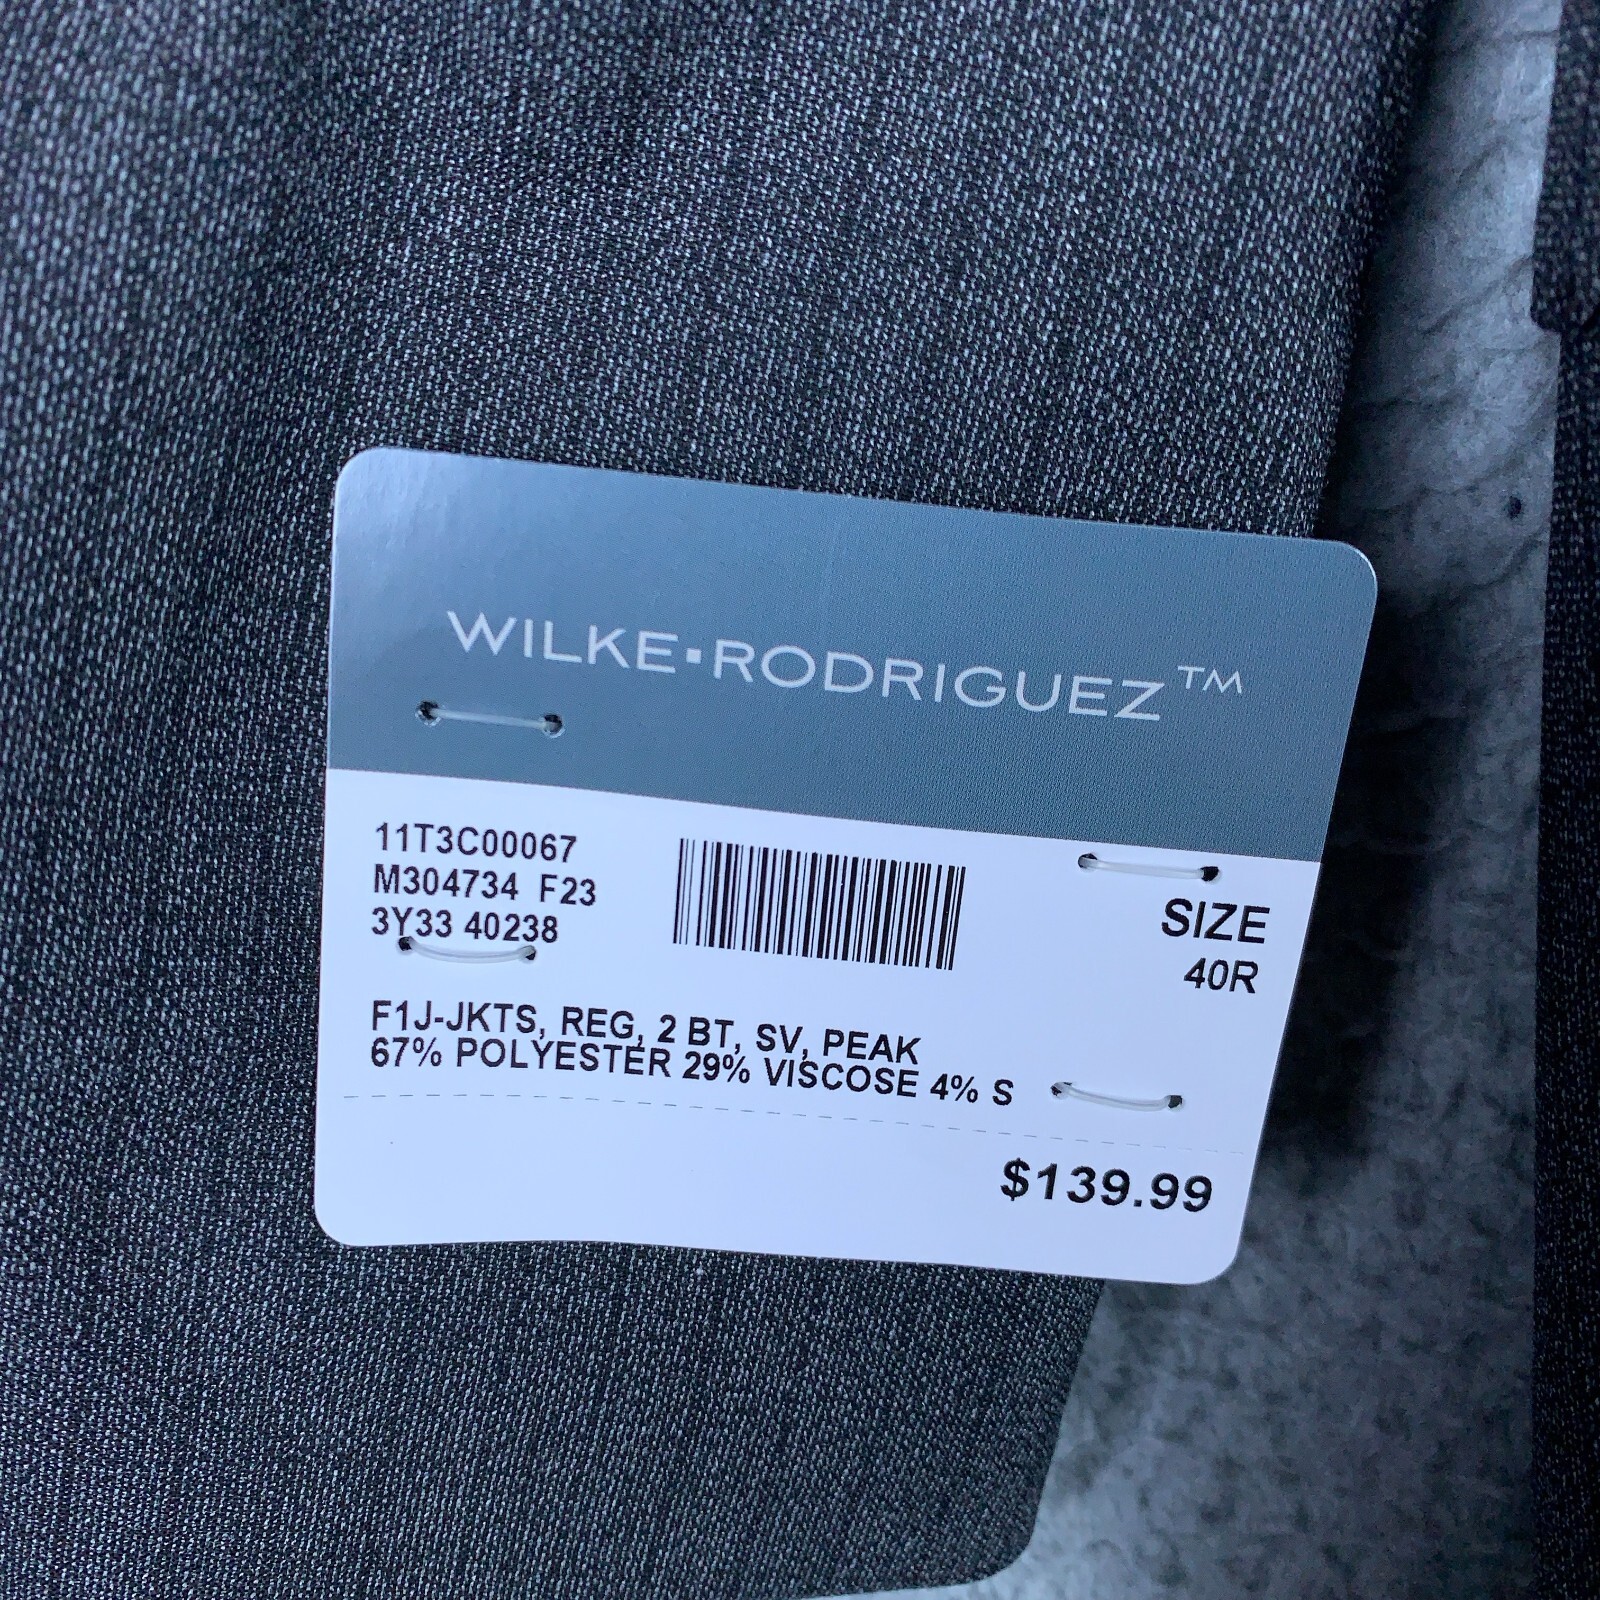 WILKE▪RODRIGUEZ™
11T3C00067
M304734 F23
3Y33 40238
SIZE
40R
F1J-JKTS, REG, 2 BT, SV, PEAK
67% POLYESTER 29% VISCOSE 4% S
$139.99